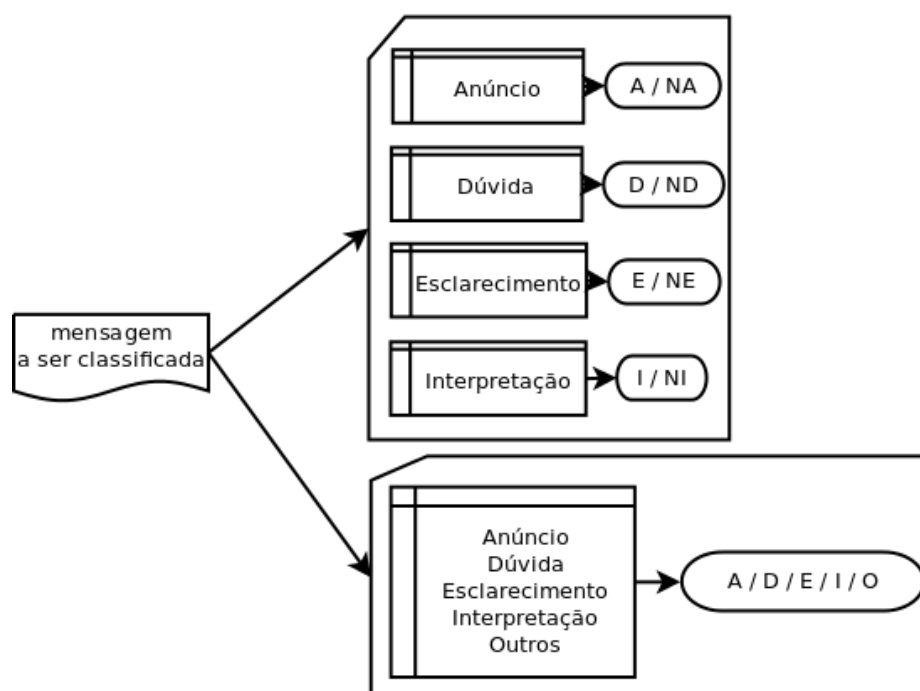 Anúncio
A / NA
Dúvida
D / ND
Esclarecimento
E / NE
Interpretação
I / NI
mensagem
a ser classificada
Anúncio
Dúvida
Esclarecimento
Interpretação
Outros
A / D / E / I / O